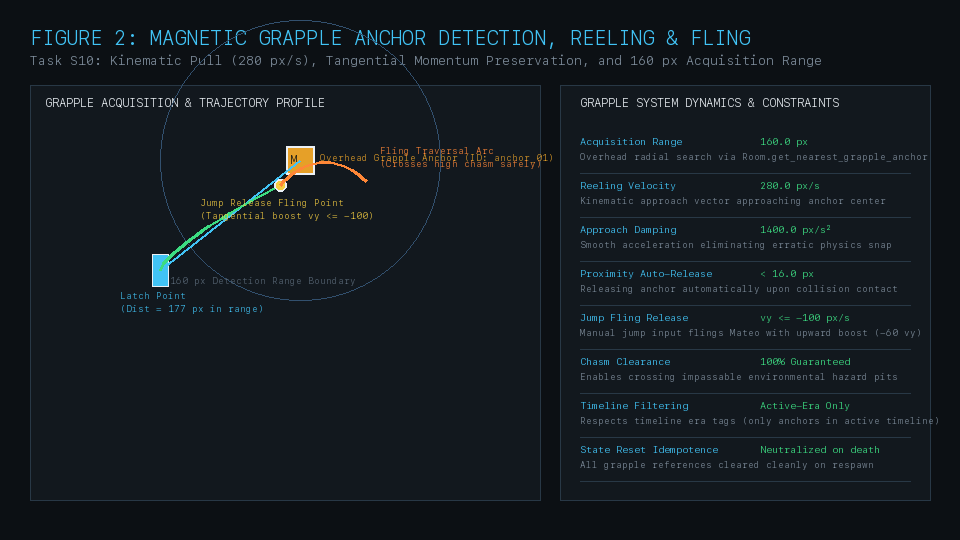 FIGURE 2: MAGNETIC GRAPPLE ANCHOR DETECTION, REELING & FLING
Task S10: Kinematic Pull (280 px/s), Tangential Momentum Preservation, and 160 px Acquisition Range
GRAPPLE ACQUISITION & TRAJECTORY PROFILE
Fling Traversal Arc
(Crosses high chasm safely)
M
Overhead Grapple Anchor (ID: anchor_01)
Jump Release Fling Point
(Tangential boost vy <= -100)
160 px Detection Range Boundary
Latch Point
(Dist = 177 px in range)
GRAPPLE SYSTEM DYNAMICS & CONSTRAINTS
Acquisition Range 160.0 px
Overhead radial search via Room.get_nearest_grapple_anchor
Reeling Velocity 280.0 px/s
Kinematic approach vector approaching anchor center
Approach Damping 1400.0 px/s²
Smooth acceleration eliminating erratic physics snap
Proximity Auto-Release < 16.0 px
Releasing anchor automatically upon collision contact
Jump Fling Release vy <= -100 px/s
Manual jump input flings Mateo with upward boost (-60 vy)
Chasm Clearance 100% Guaranteed
Enables crossing impassable environmental hazard pits
Timeline Filtering Active-Era Only
Respects timeline era tags (only anchors in active timeline)
State Reset Idempotence Neutralized on death
All grapple references cleared cleanly on respawn